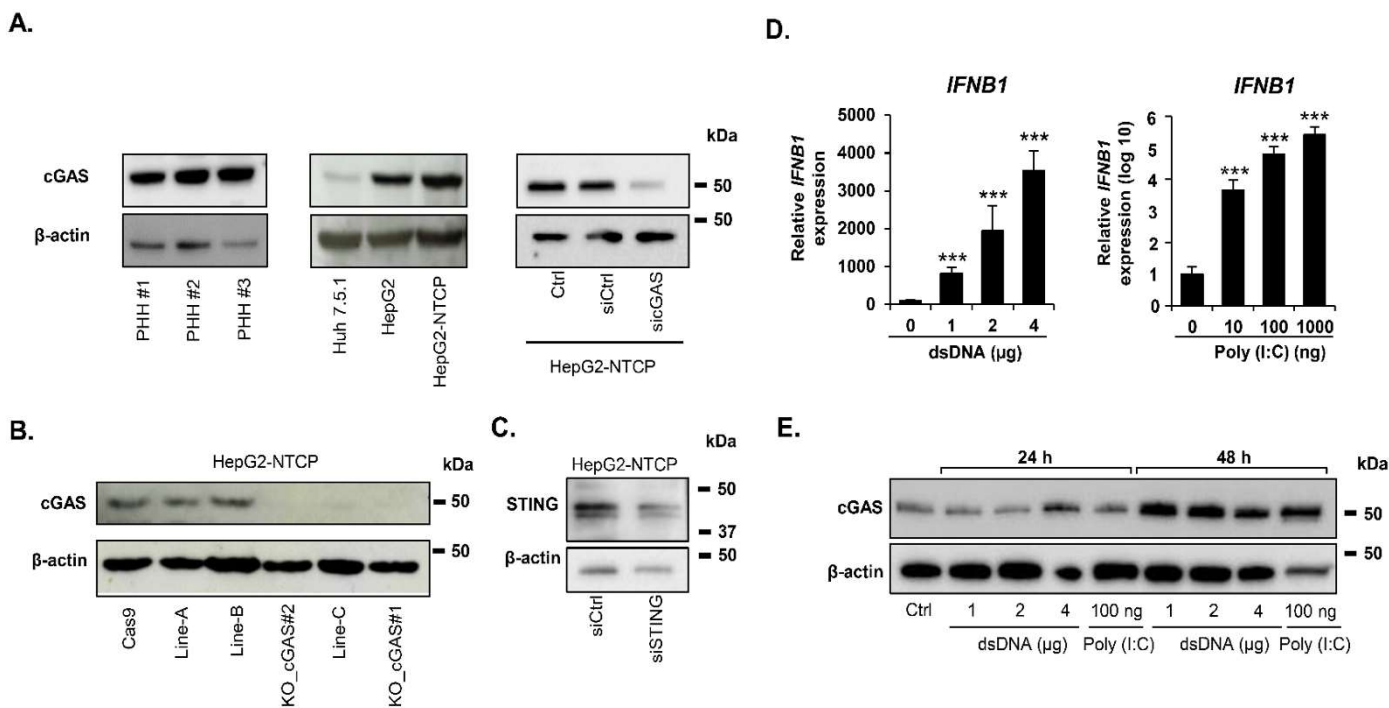 A.
kDa
cGAS
50
50
β-actin
PHH #1
PHH #2
PHH #3
Huh 7.5.1
HepG2
HepG2-NTCP
Ctrl
siCtrl
sicGAS
HepG2-NTCP
B.
HepG2-NTCP
kDa
cGAS
50
β-actin
50
Cas9
Line-A
Line-B
KO_cGAS#2
Line-C
KO_cGAS#1
C.
kDa
HepG2-NTCP
STING
50
37
β-actin
50
siCtrl
siSTING
D.
IFNB1
Relative IFNB1
expression
5000
4000
3000
2000
1000
0
***
***
***
0 1 2 4
dsDNA (μg)
IFNB1
Relative IFNB1
expression (log 10)
6
5
4
3
2
1
0
***
***
***
0 10 100 1000
Poly (I:C) (ng)
E.
24 h 48 h
kDa
cGAS
50
50
β-actin
Ctrl 1 2 4 100 ng 1 2 4 100 ng
dsDNA (μg) Poly (I:C) dsDNA (μg) Poly (I:C)